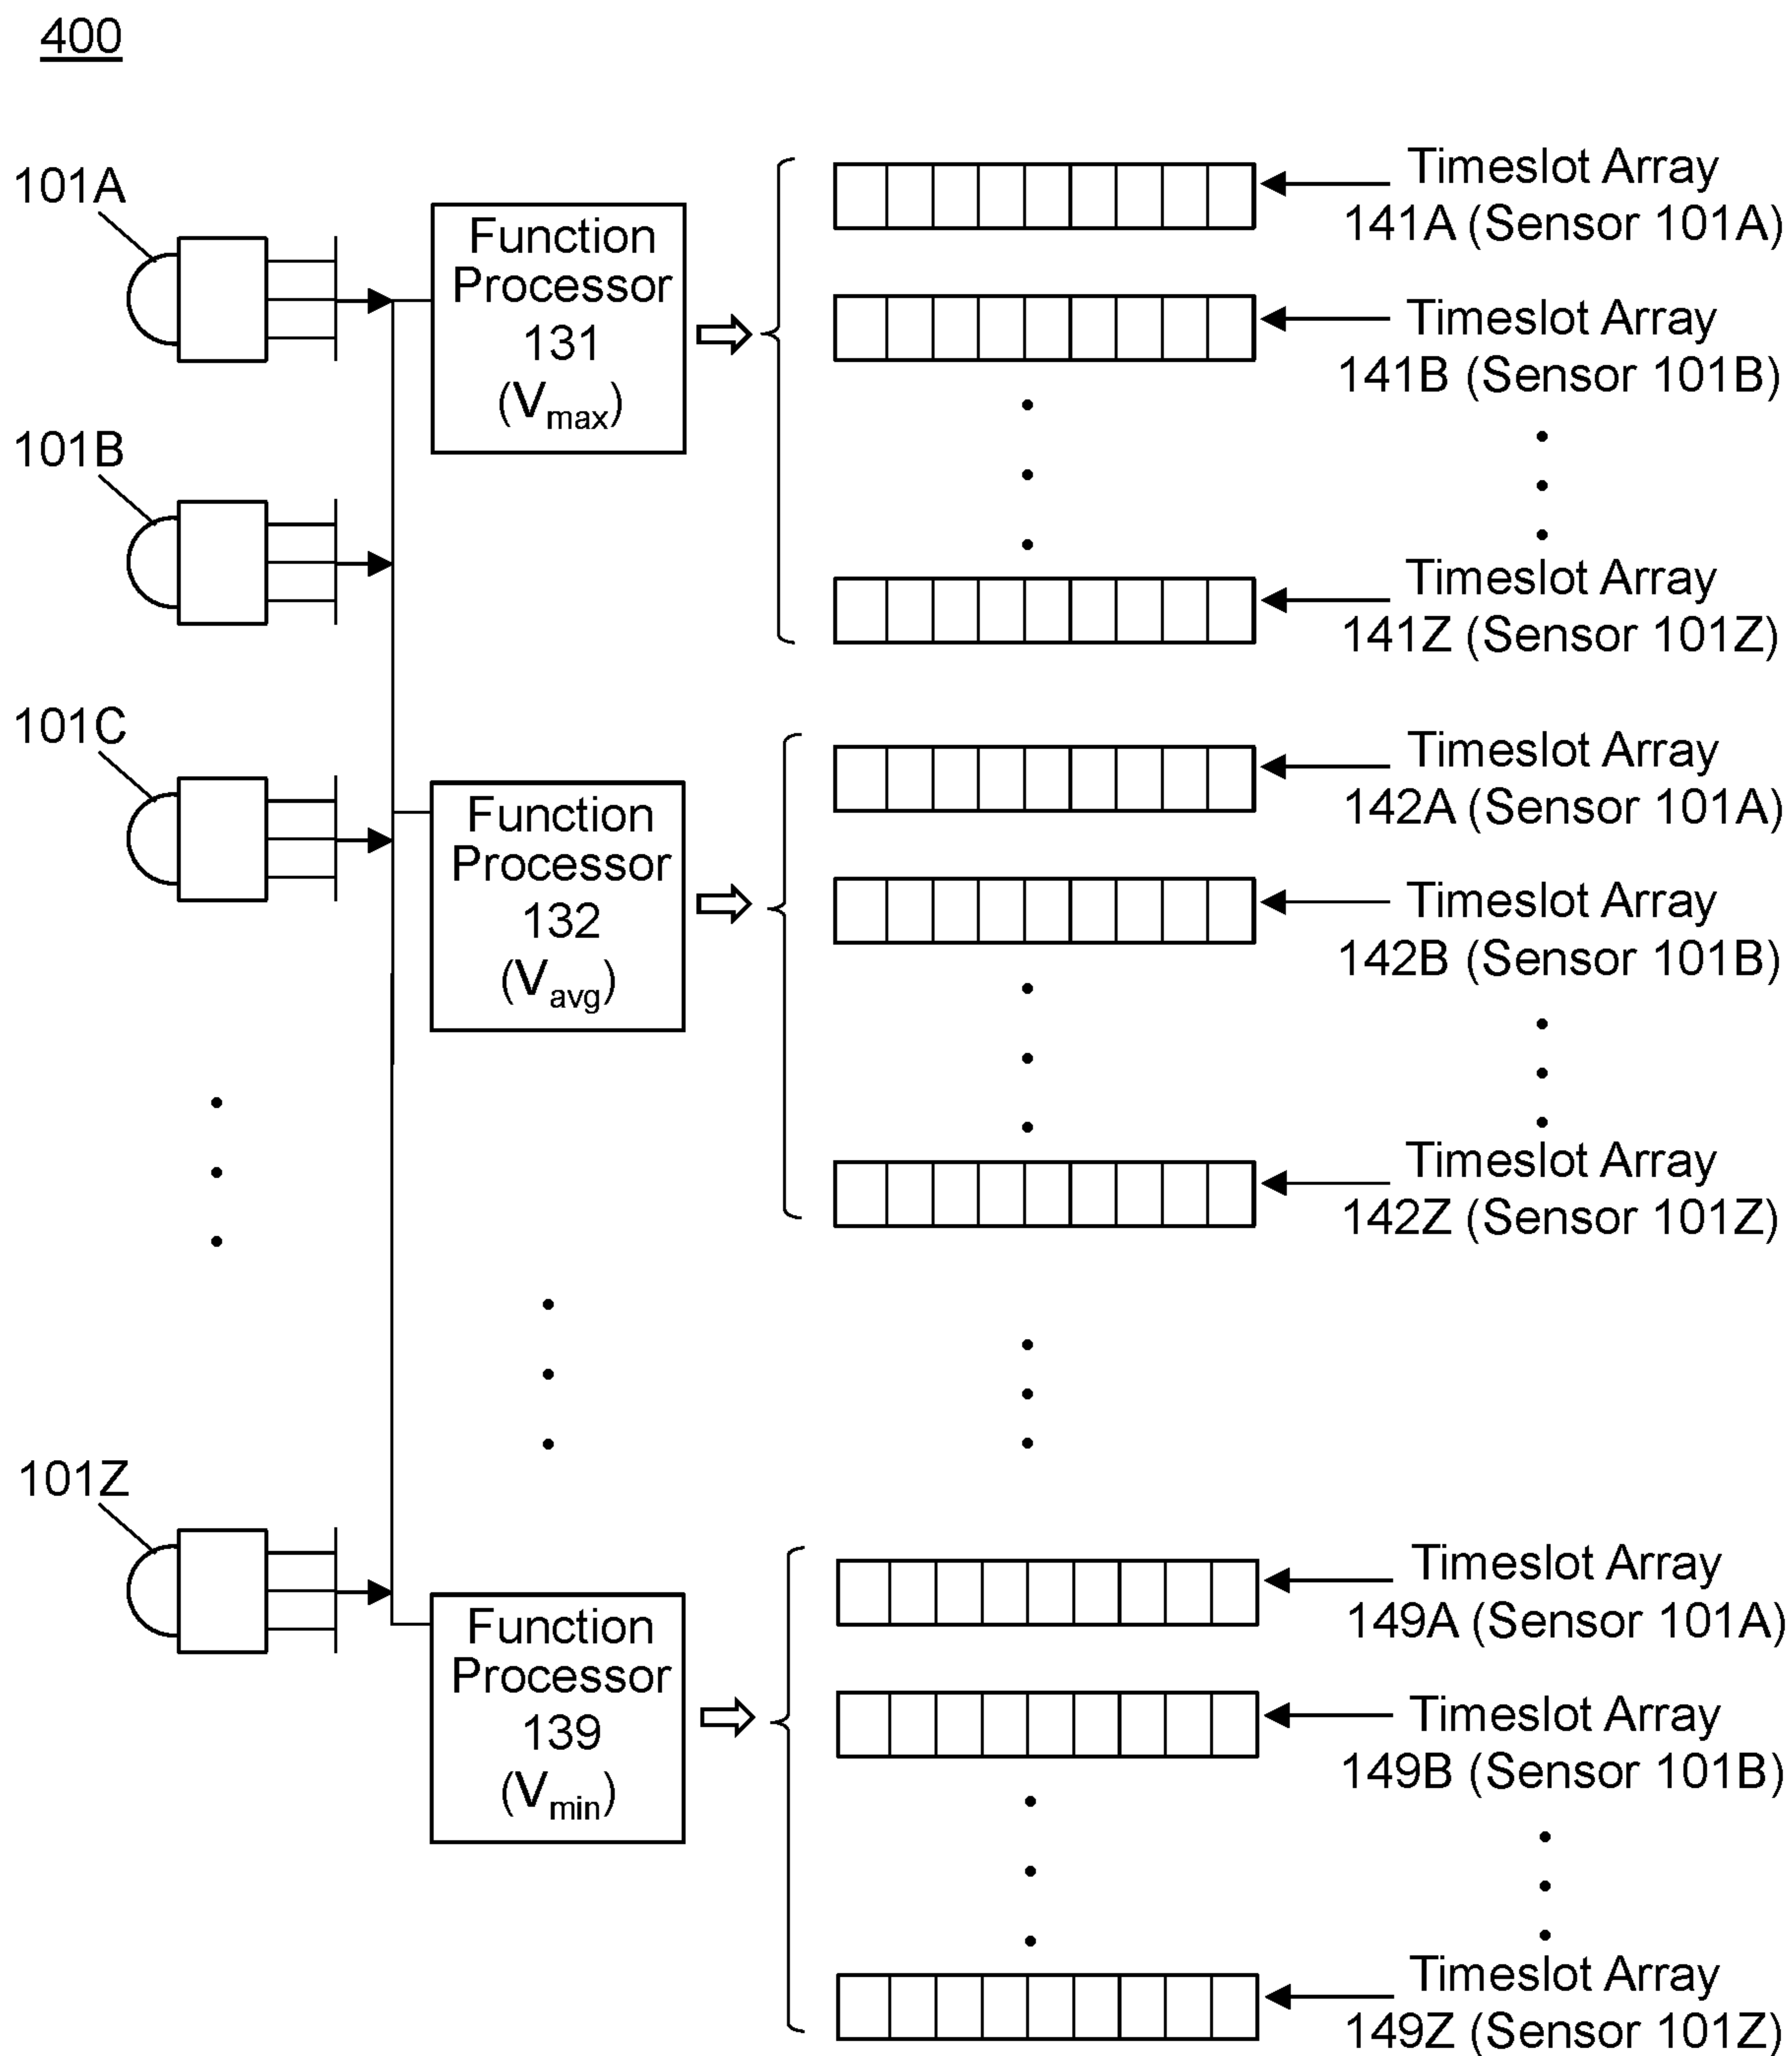 400
101A
101B
101C
101Z
Function
Processor
131
(Vmax)
Function
Processor
132
(Vavg)
Function
Processor
139
(Vmin)
Timeslot Array
141A (Sensor 101A)
Timeslot Array
141B (Sensor 101B)
Timeslot Array
141Z (Sensor 101Z)
Timeslot Array
142A (Sensor 101A)
Timeslot Array
142B (Sensor 101B)
Timeslot Array
142Z (Sensor 101Z)
Timeslot Array
149A (Sensor 101A)
Timeslot Array
149B (Sensor 101B)
Timeslot Array
149Z (Sensor 101Z)